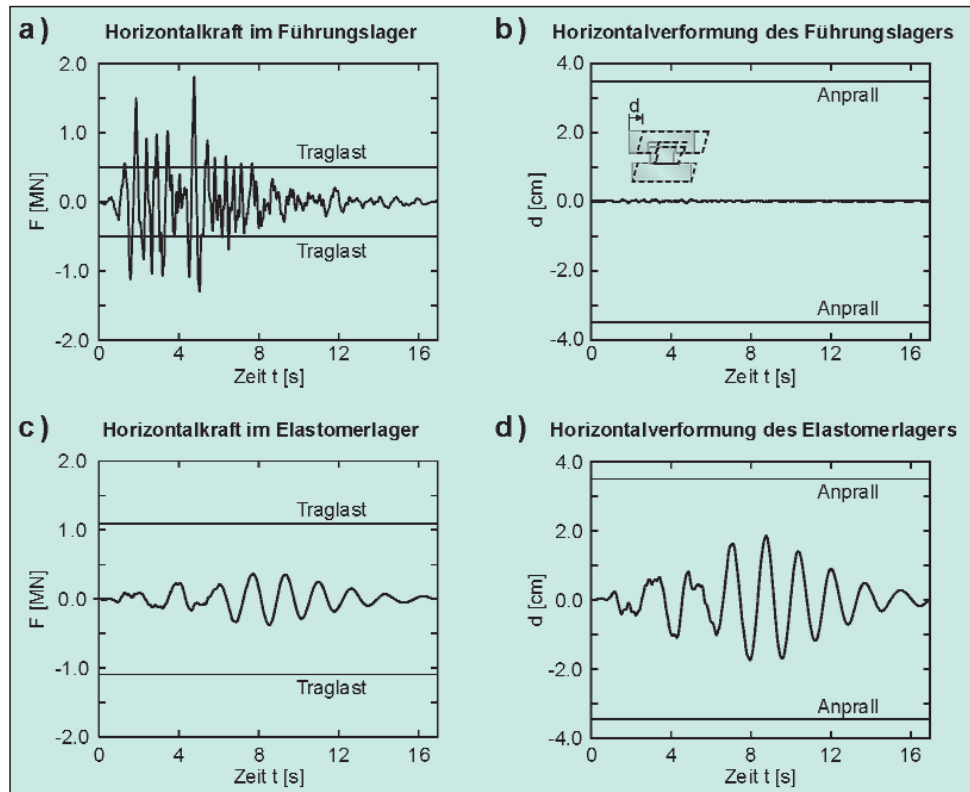 a) Horizontalkraft im Führungslager
2.0
1.0
0.0
-1.0
-2.0
F [MN]
Traglast
Traglast
0 4 8 12 16
Zeit t [s]
b) Horizontalverformung des Führungslagers
4.0
2.0
0.0
-2.0
-4.0
d [cm]
d
Anprall
Anprall
0 4 8 12 16
Zeit t [s]
c) Horizontalkraft im Elastomerlager
2.0
1.0
0.0
-1.0
-2.0
F [MN]
Traglast
Traglast
0 4 8 12 16
Zeit t [s]
d) Horizontalverformung des Elastomerlagers
4.0
2.0
0.0
-2.0
-4.0
d [cm]
Anprall
Anprall
0 4 8 12 16
Zeit t [s]